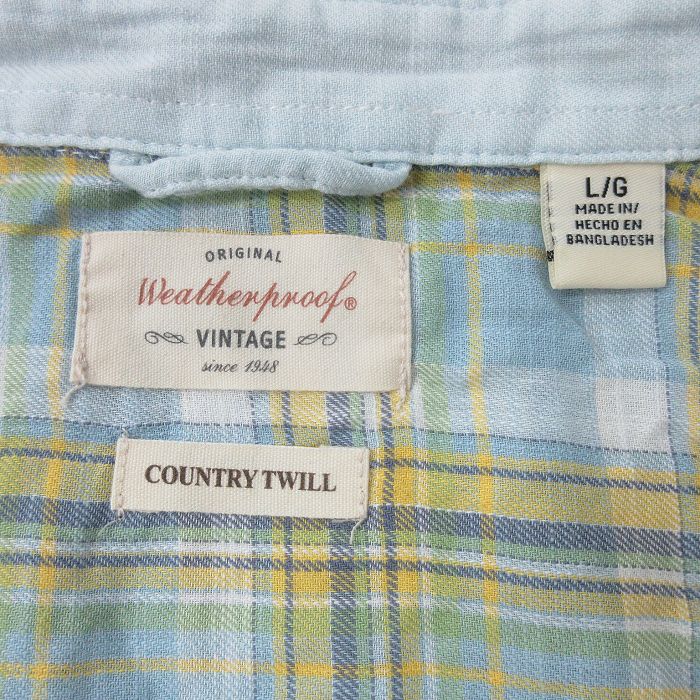 L/G
MADE IN/
HECHO EN
BANGLADESH
ORIGINAL
Weatherproof®
VINTAGE
since 1948
COUNTRY TWILL